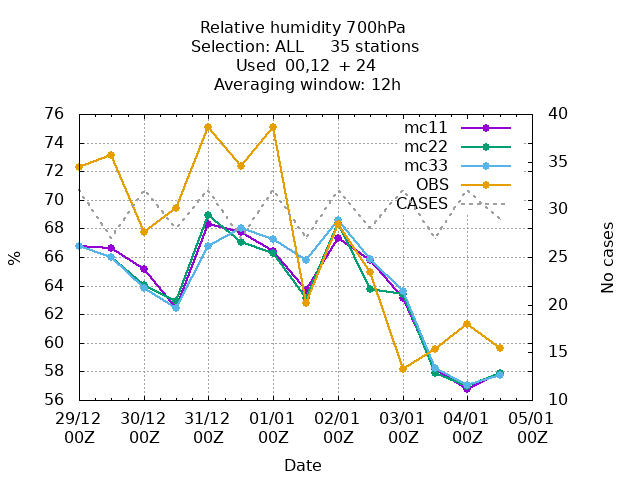 Relative humidity 700hPa
Selection: ALL     35 stations
Used  00,12  + 24
Averaging window: 12h
76 40
74
72 35
70
68 30
66 25
64
62 20
60
58 15
56 10
%
No cases
mc11
mc22
mc33
OBS
CASES
29/12 30/12 31/12 01/01 02/01 03/01 04/01 05/01
00Z 00Z 00Z 00Z 00Z 00Z 00Z 00Z
Date